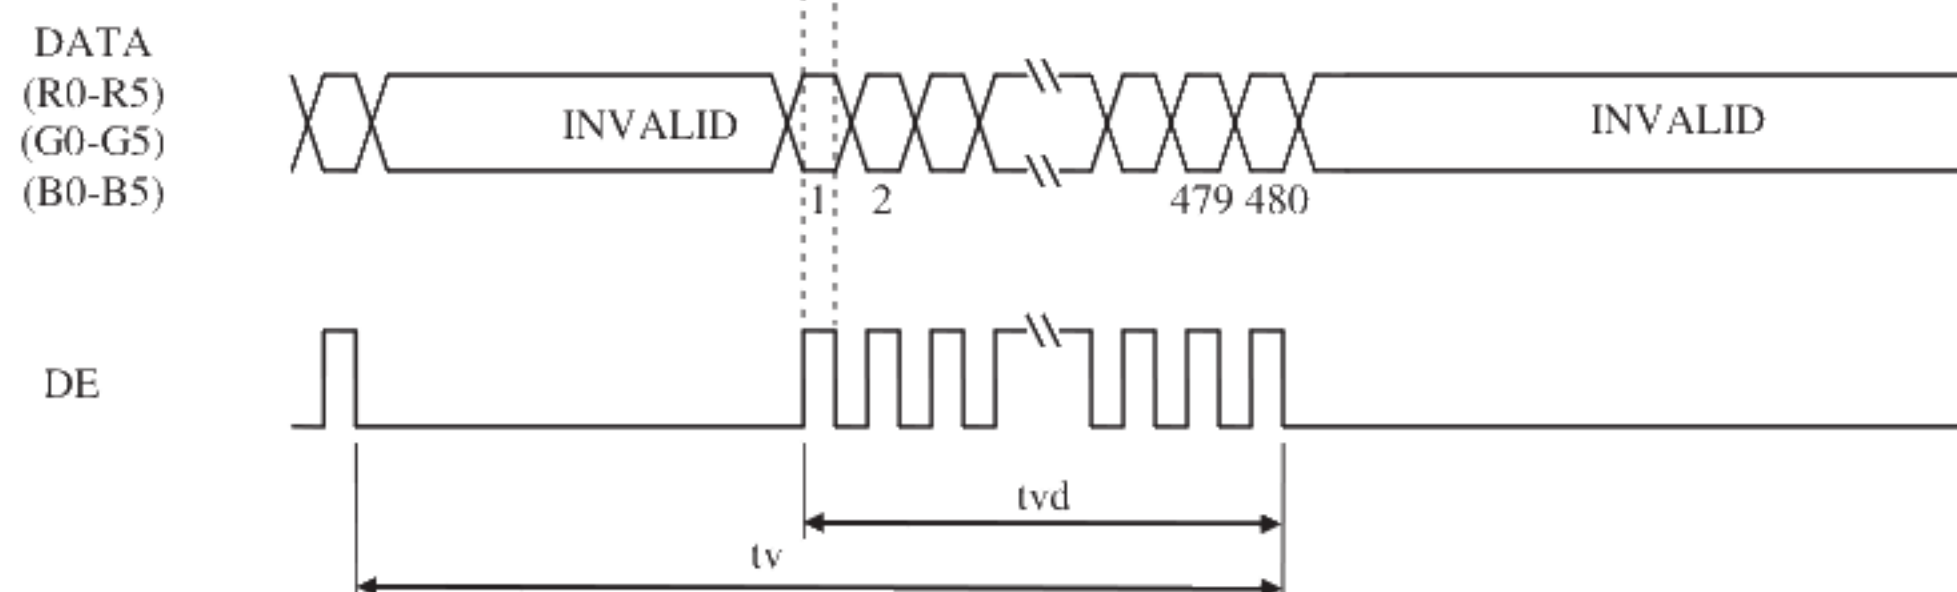 DATA
(R0-R5)
(G0-G5)
(B0-B5)
INVALID
INVALID
1 2 479 480
DE
tvd
tv